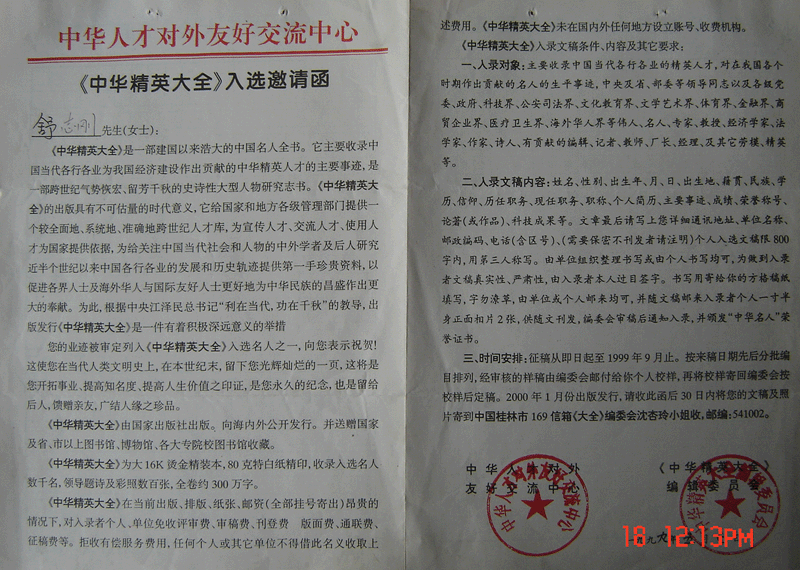 中华人才对外友好交流中心
《中华精英大全》入选邀请函
舒志刚 先生(女士):
《中华精英大全》是一部建国以来浩大的中国名人全书。它主要收录中
国当代各行各业为我国经济建设作出贡献的中华精英人才的主要事迹,是
一部跨世纪气势恢宏、留芳千秋的史诗性大型人物研究志书。《中华精英大
全》的出版具有不可估量的时代意义,它给国家和地方各级管理部门提供一
个较全面地、系统地、准确地跨世纪人才库,为宣传人才、交流人才、使用人
才为国家提供依据,为给关注中国当代社会和人物的中外学者及后人研究
近半个世纪以来中国各行各业的发展和历史轨迹提供第一手珍贵资料,以
促进各界人士及海外华人与国际友好人士更好地为中华民族的昌盛作出更
大的奉献。为此,根据中央江泽民总书记“利在当代,功在千秋”的教导,出
版发行《中华精英大全》是一件有着积极深远意义的举措
您的业迹被审定列入《中华精英大全》入选名人之一,向您表示祝贺!
这使您在当代人类文明史上,在本世纪末,留下您光辉灿烂的一页,这将是
您开拓事业、提高知名度、提高人生价值之印证,是您永久的纪念,也是留给
后人,馈赠亲友,广结人缘之珍品。
《中华精英大全》由国家出版社出版。向海内外公开发行。并送赠国家
及省、市以上图书馆、博物馆、各大专院校图书馆收藏。
《中华精英大全》为大16K烫金精装本,80克特白纸精印,收录入选名人
数千名,领导题诗及彩照数百张,全卷约300万字。
《中华精英大全》在当前出版、排版、纸张、邮资(全部挂号寄出)昂贵的
情况下,对入录者个人、单位免收评审费、审稿费、刊登费 版面费、通联费、
征稿费等。拒收有偿服务费用,任何个人或其它单位不得借此名义收取上
述费用。《中华精英大全》未在国内外任何地方设立账号、收费机构。
《中华精英大全》入录文稿条件、内容及其它要求:
一、入录对象:主要收录中国当代各行各业的精英人才,对在我国各个
时期作出贡献的名人的生平事迹,中央及省、部委等领导同志以及各级党
委、政府、科技界、公安司法界、文化教育界、文学艺术界、体育界、金融界、商
贸企业界、医疗卫生界、海外华人界等伟人、名人、专家、教授、经济学家、法
学家、作家、诗人、有贡献的编辑、记者、教师、厂长、经理、及其它劳模、精英
等。
二、入录文稿内容:姓名、性别、出生年、月、日、出生地、籍贯、民族、学
历、信仰、历任职务、现任职务、职称、个人简历、主要事迹、成绩、荣誉称号、
论著(或作品)、科技成果等。文章最后请写上您详细通讯地址、单位名称、
邮政编码、电话(含区号)、(需要保密不刊发者请注明)个人入选文稿限800
字内,用第三人称写。由单位组织整理书写或由个人书写均可,为做到入录
者文稿真实性、严肃性,由入录者本人过目签字。书写用寄给你的方格稿纸
填写,字勿潦草,由单位或个人邮来均可,并随文稿邮来入录者个人一寸半
身正面相片2张,供随文刊发,编委会审稿后通知入录,并颁发“中华名人”荣
誉证书。
三、时间安排:征稿从即日起至1999年9月止。按来稿日期先后分批编
目排列,经审核的样稿由编委会邮付给你个人校样,再将校样寄回编委会按
校样后定稿。2000年1月份出版发行,请收此函后30日内将您的文稿及照
片寄到中国桂林市169信箱《大全》编委会沈杏玲小姐收,邮编:541002。
中华人才对外
友好交流中心
《中华精英大全》
编辑委员会
18-12:13PM